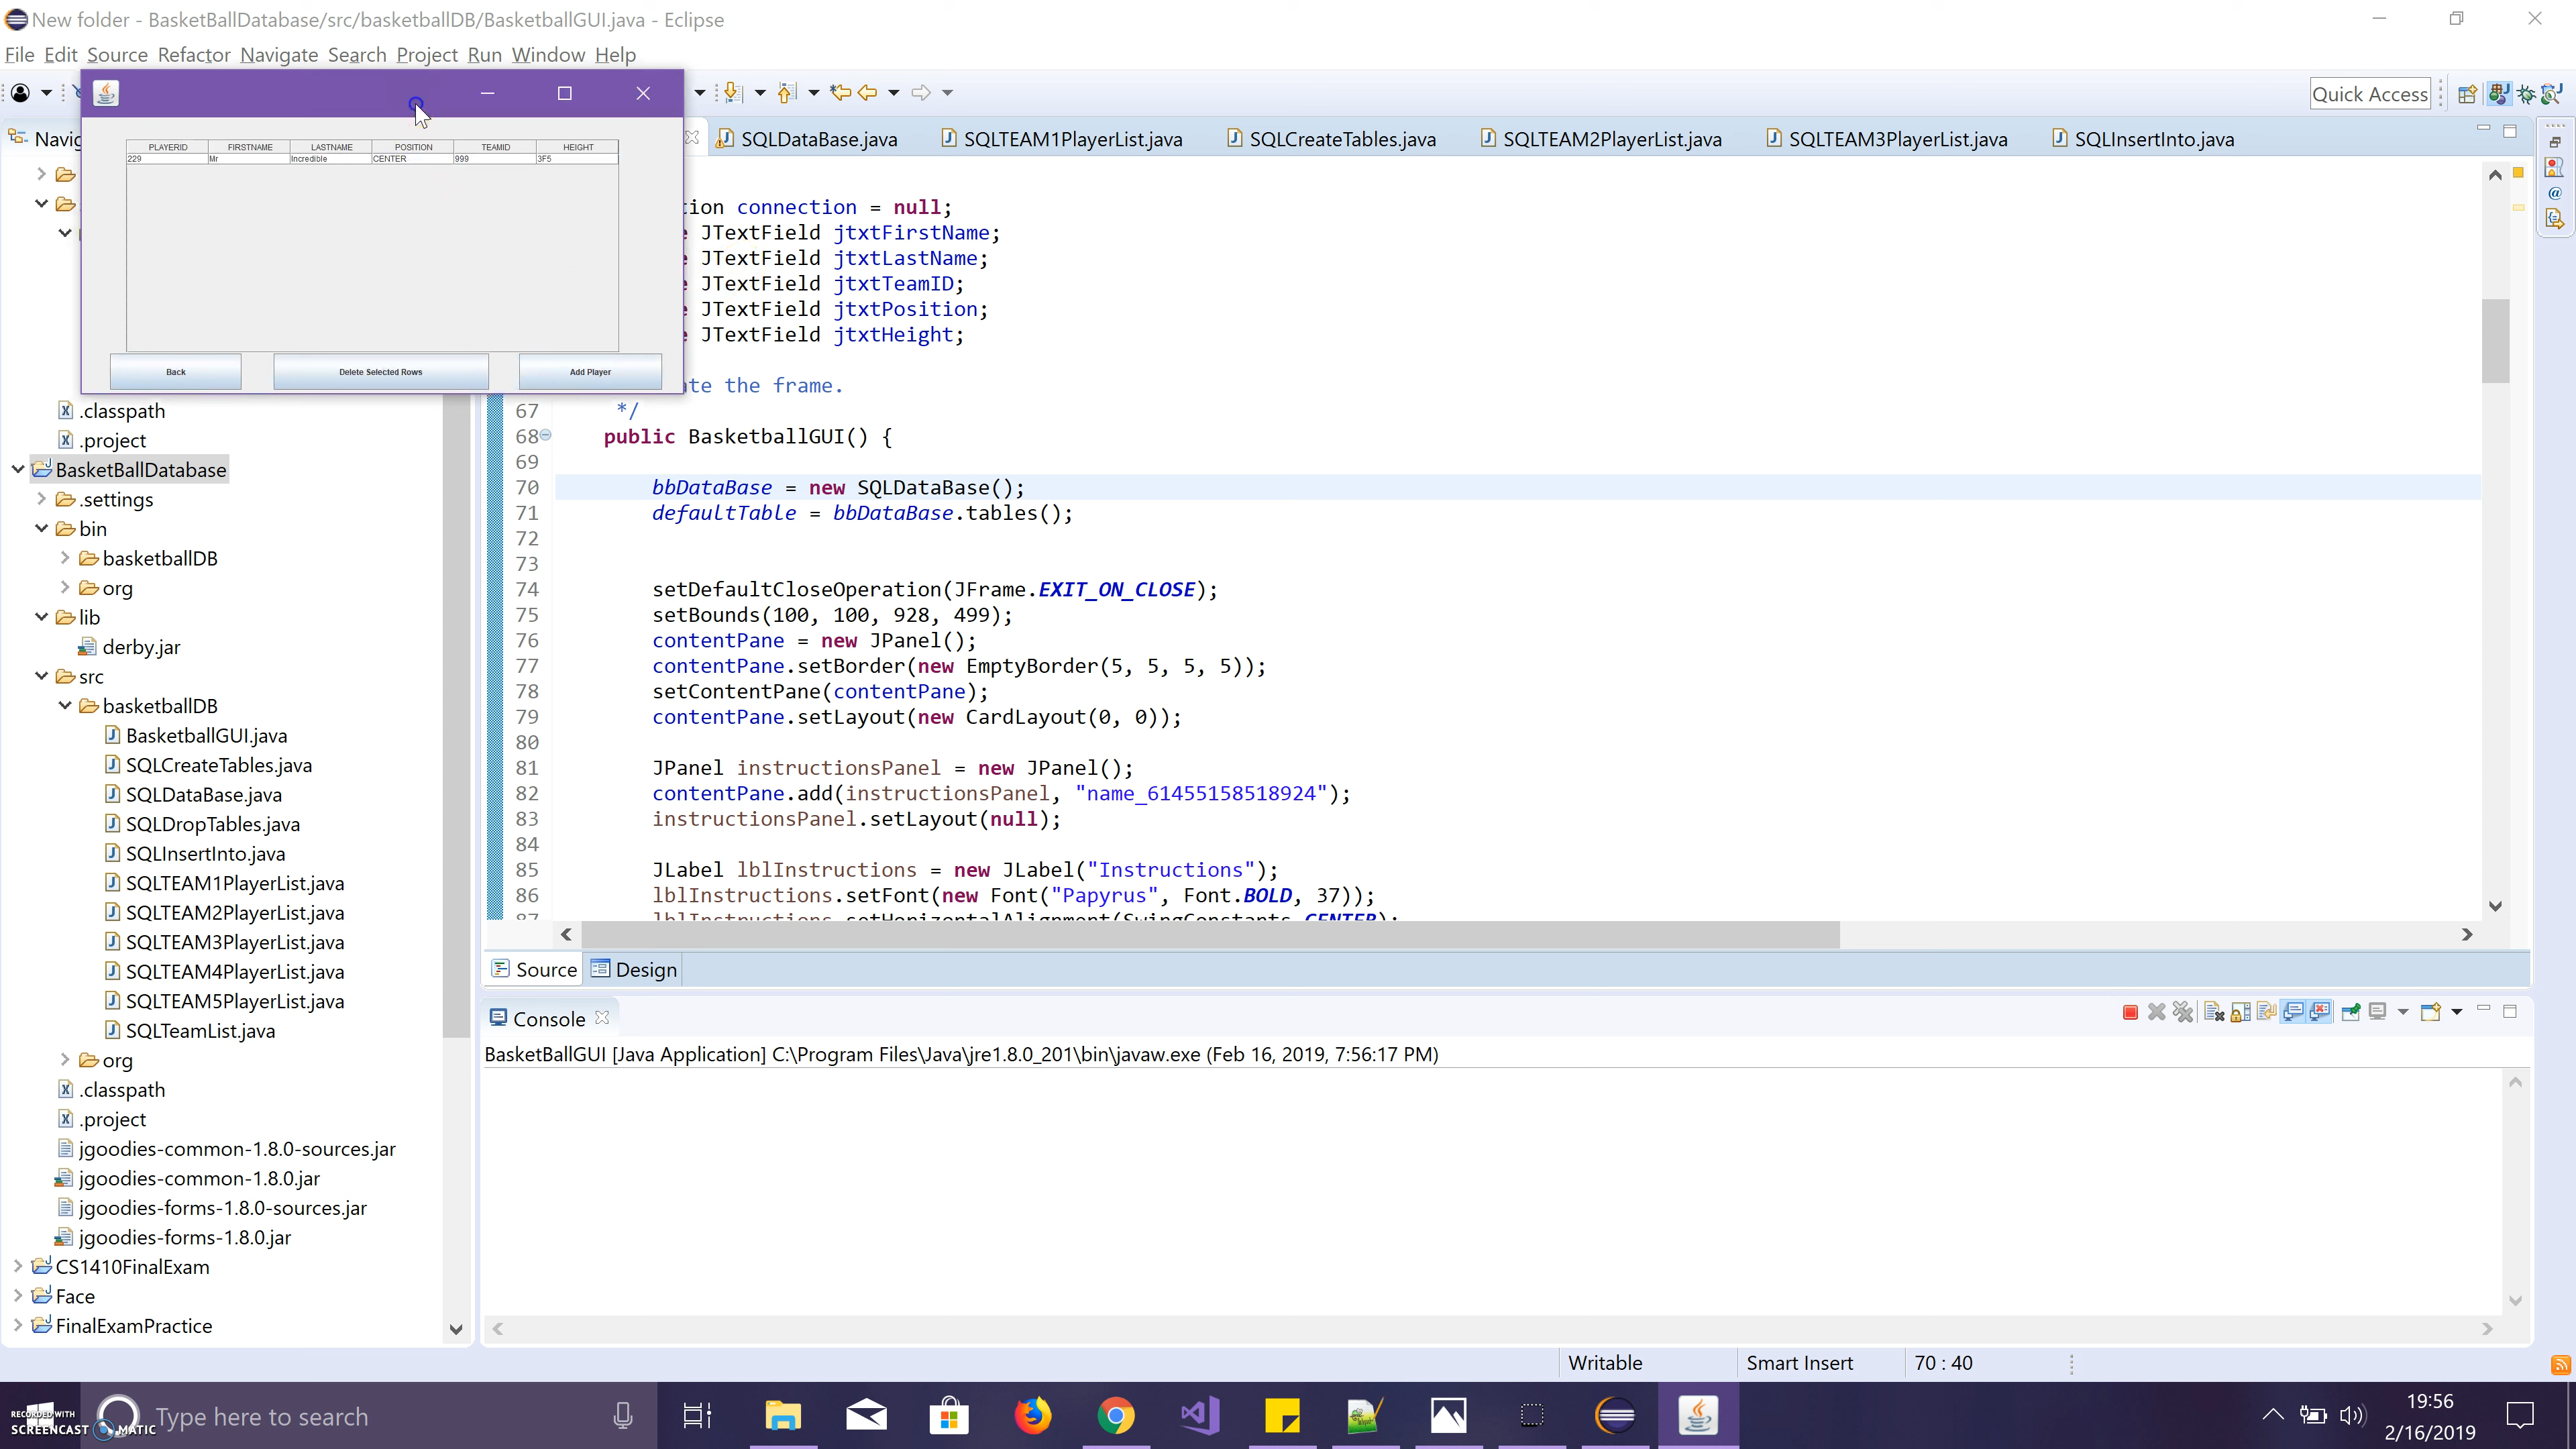 New folder - BasketBallDatabase/src/basketballDB/BasketballGUI.java - Eclipse
File Edit Source Refactor Navigate Search Project Run Window Help
Quick Access
SQLDataBase.java SQLTEAM1PlayerList.java SQLCreateTables.java SQLTEAM2PlayerList.java SQLTEAM3PlayerList.java SQLInsertInto.java
PLAYERID FIRSTNAME LASTNAME POSITION TEAMID HEIGHT
229 Mr Incredible CENTER 999 3F5
Back Delete Selected Rows Add Player
Navig
.classpath
.project
BasketBallDatabase
.settings
bin
basketballDB
org
lib
derby.jar
src
basketballDB
BasketballGUI.java
SQLCreateTables.java
SQLDataBase.java
SQLDropTables.java
SQLInsertInto.java
SQLTEAM1PlayerList.java
SQLTEAM2PlayerList.java
SQLTEAM3PlayerList.java
SQLTEAM4PlayerList.java
SQLTEAM5PlayerList.java
SQLTeamList.java
org
.classpath
.project
jgoodies-common-1.8.0-sources.jar
jgoodies-common-1.8.0.jar
jgoodies-forms-1.8.0-sources.jar
jgoodies-forms-1.8.0.jar
CS1410FinalExam
Face
FinalExamPractice
tion connection = null;
e JTextField jtxtFirstName;
e JTextField jtxtLastName;
e JTextField jtxtTeamID;
e JTextField jtxtPosition;
e JTextField jtxtHeight;
te the frame.
67 */
68 public BasketballGUI() {
69
70 bbDataBase = new SQLDataBase();
71 defaultTable = bbDataBase.tables();
72
73
74 setDefaultCloseOperation(JFrame.EXIT_ON_CLOSE);
75 setBounds(100, 100, 928, 499);
76 contentPane = new JPanel();
77 contentPane.setBorder(new EmptyBorder(5, 5, 5, 5));
78 setContentPane(contentPane);
79 contentPane.setLayout(new CardLayout(0, 0));
80
81 JPanel instructionsPanel = new JPanel();
82 contentPane.add(instructionsPanel, "name_61455158518924");
83 instructionsPanel.setLayout(null);
84
85 JLabel lblInstructions = new JLabel("Instructions");
86 lblInstructions.setFont(new Font("Papyrus", Font.BOLD, 37));
87 lblInstructions.setHorizontalAlignment(SwingConstants.CENTER);
Source Design
Console
BasketBallGUI [Java Application] C:\Program Files\Java\jre1.8.0_201\bin\javaw.exe (Feb 16, 2019, 7:56:17 PM)
Writable Smart Insert 70 : 40
RECORDED WITH
SCREENCAST MATIC
Type here to search
19:56
2/16/2019